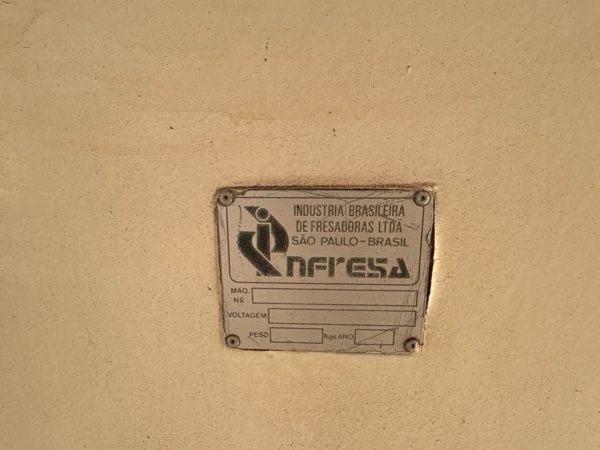 INDUSTRIA BRASILEIRA
DE FRESADORAS LTDA
SÃO PAULO-BRASIL
INFRESA
MAQ.
Nº
VOLTAGEM
PESO Kgs ANO